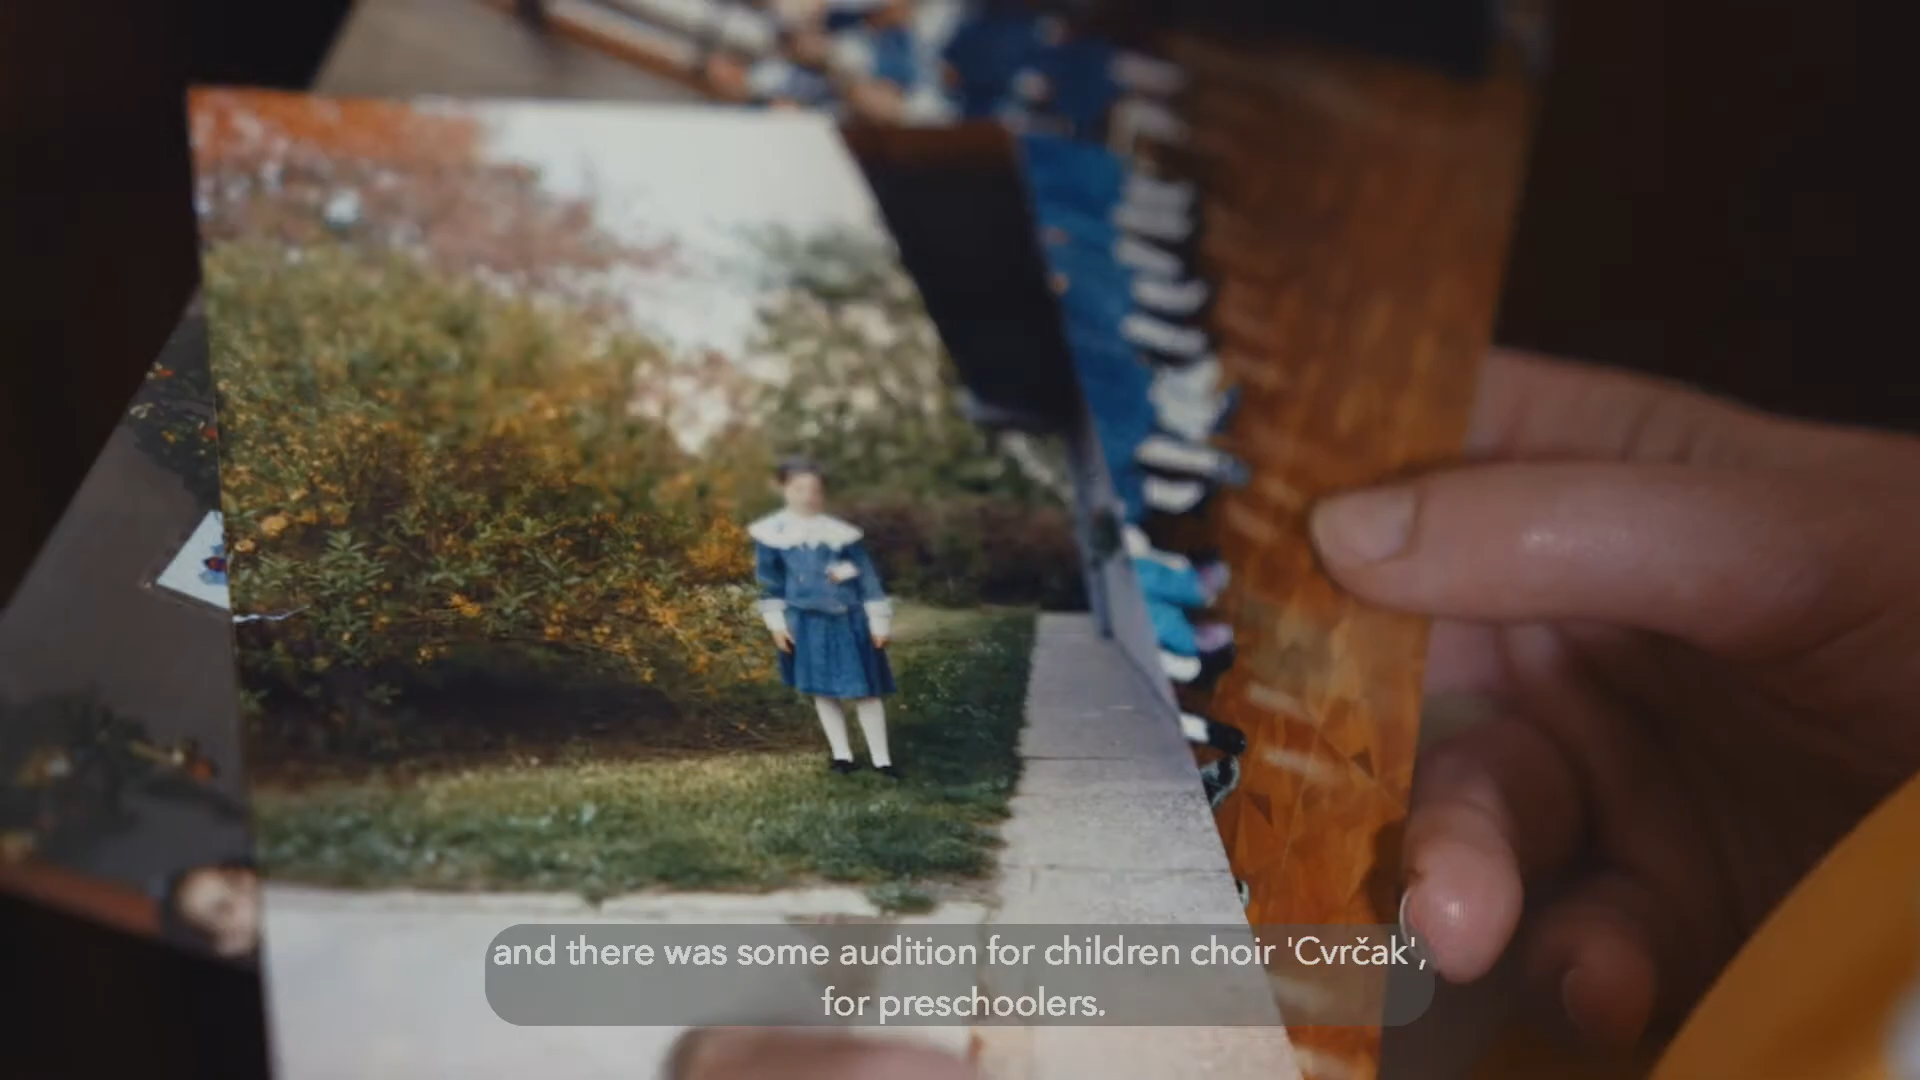 and there was some audition for children choir 'Cvrčak',
for preschoolers.